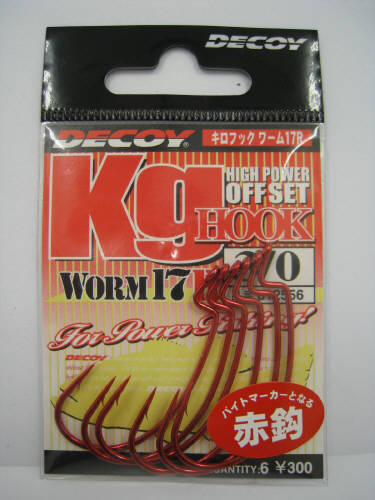 DECOY
DECOY®
キロフック ワーム17R
Kg
HIGH POWER
OFFSET
HOOK
WORM17
2/0
For Power Fishing!
DECOY
バイトマーカーとなる
赤鈎
QUANTITY:6 ¥300